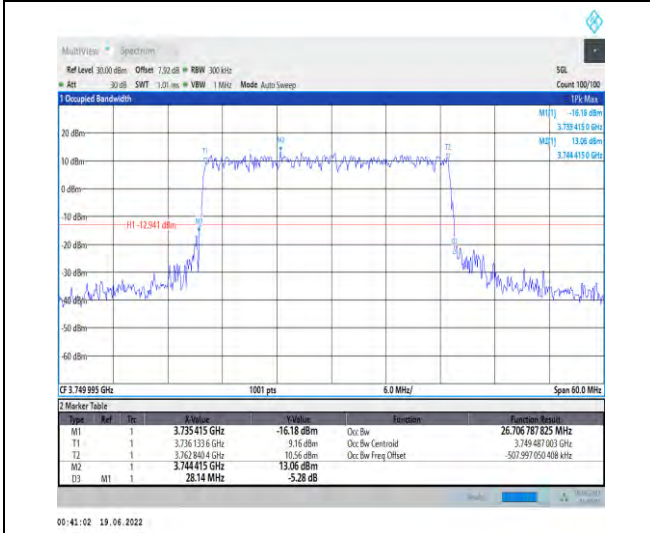 MultiView Spectrum
Ref Level 30.00 dBm Offset 7.92 dB RBW 300 kHz SGL
Att 30 dB SWT 1.01 ms VBW 1 MHz Mode Auto Sweep Count 100/100
1 Occupied Bandwidth 1Pk Max
M1[1] -16.18 dBm
3.735 415 0 GHz
M2[1] 13.06 dBm
3.744 415 0 GHz
20 dBm
M2
T1 T2
10 dBm
0 dBm
-10 dBm
H1 -12.941 dBm
M1
D3
-20 dBm
-30 dBm
-40 dBm
-50 dBm
-60 dBm
CF 3.749 995 GHz 1001 pts 6.0 MHz/ Span 60.0 MHz
2 Marker Table
Type Ref Trc X-Value Y-Value Function Function Result
M1 1 3.735 415 GHz -16.18 dBm Occ Bw 26.706 787 825 MHz
T1 1 3.736 133 6 GHz 9.16 dBm Occ Bw Centroid 3.749 487 003 GHz
T2 1 3.762 840 4 GHz 10.56 dBm Occ Bw Freq Offset -507.997 050 408 kHz
M2 1 3.744 415 GHz 13.06 dBm
D3 M1 1 28.14 MHz -5.28 dB
00:41:02 19.06.2022